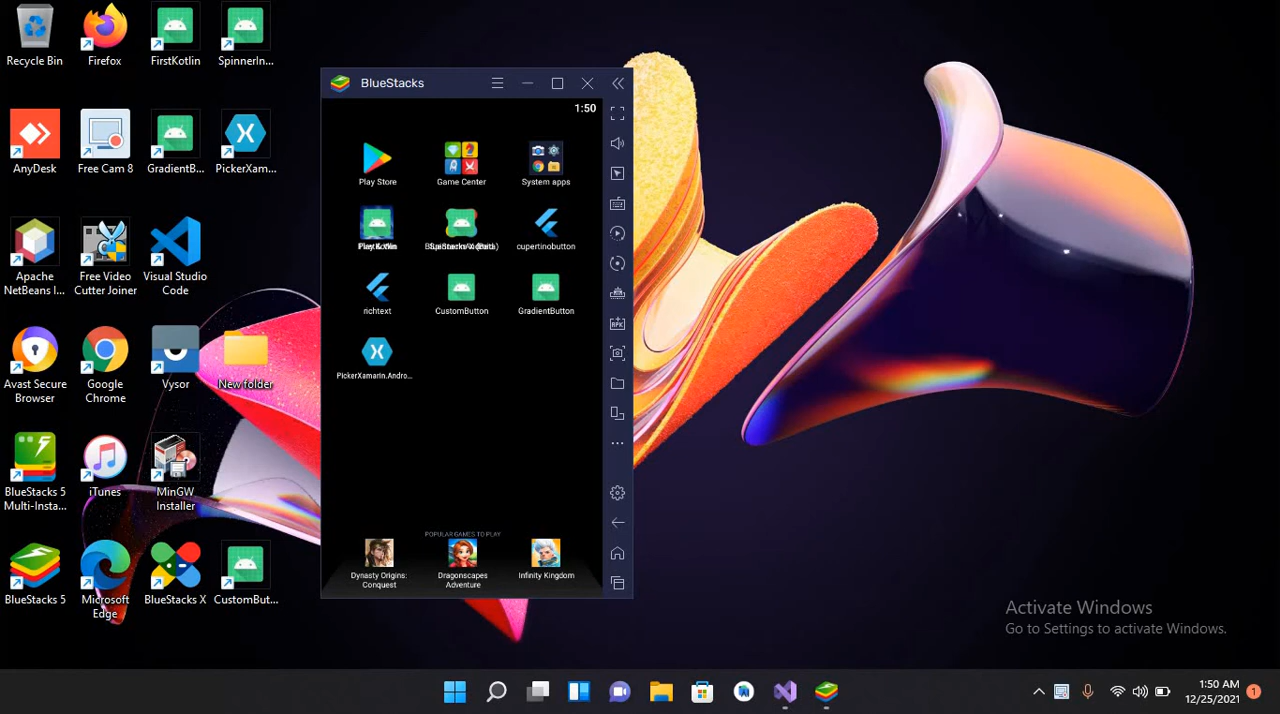 Recycle Bin
Firefox
FirstKotlin
SpinnerIn...
AnyDesk
Free Cam 8
GradientB...
PickerXam...
Apache
NetBeans I...
Free Video
Cutter Joiner
Visual Studio
Code
Avast Secure
Browser
Google
Chrome
Vysor
New folder
BlueStacks 5
Multi-Insta...
iTunes
MinGW
Installer
BlueStacks 5
Microsoft
Edge
BlueStacks X
CustomBut...
BlueStacks
1:50
Play Store
Game Center
System apps
cupertinobutton
richtext
CustomButton
GradientButton
PickerXamarin.Andro...
POPULAR GAMES TO PLAY
Dynasty Origins:
Conquest
Dragonscapes
Adventure
Infinity Kingdom
Activate Windows
Go to Settings to activate Windows.
1:50 AM
12/25/2021
1